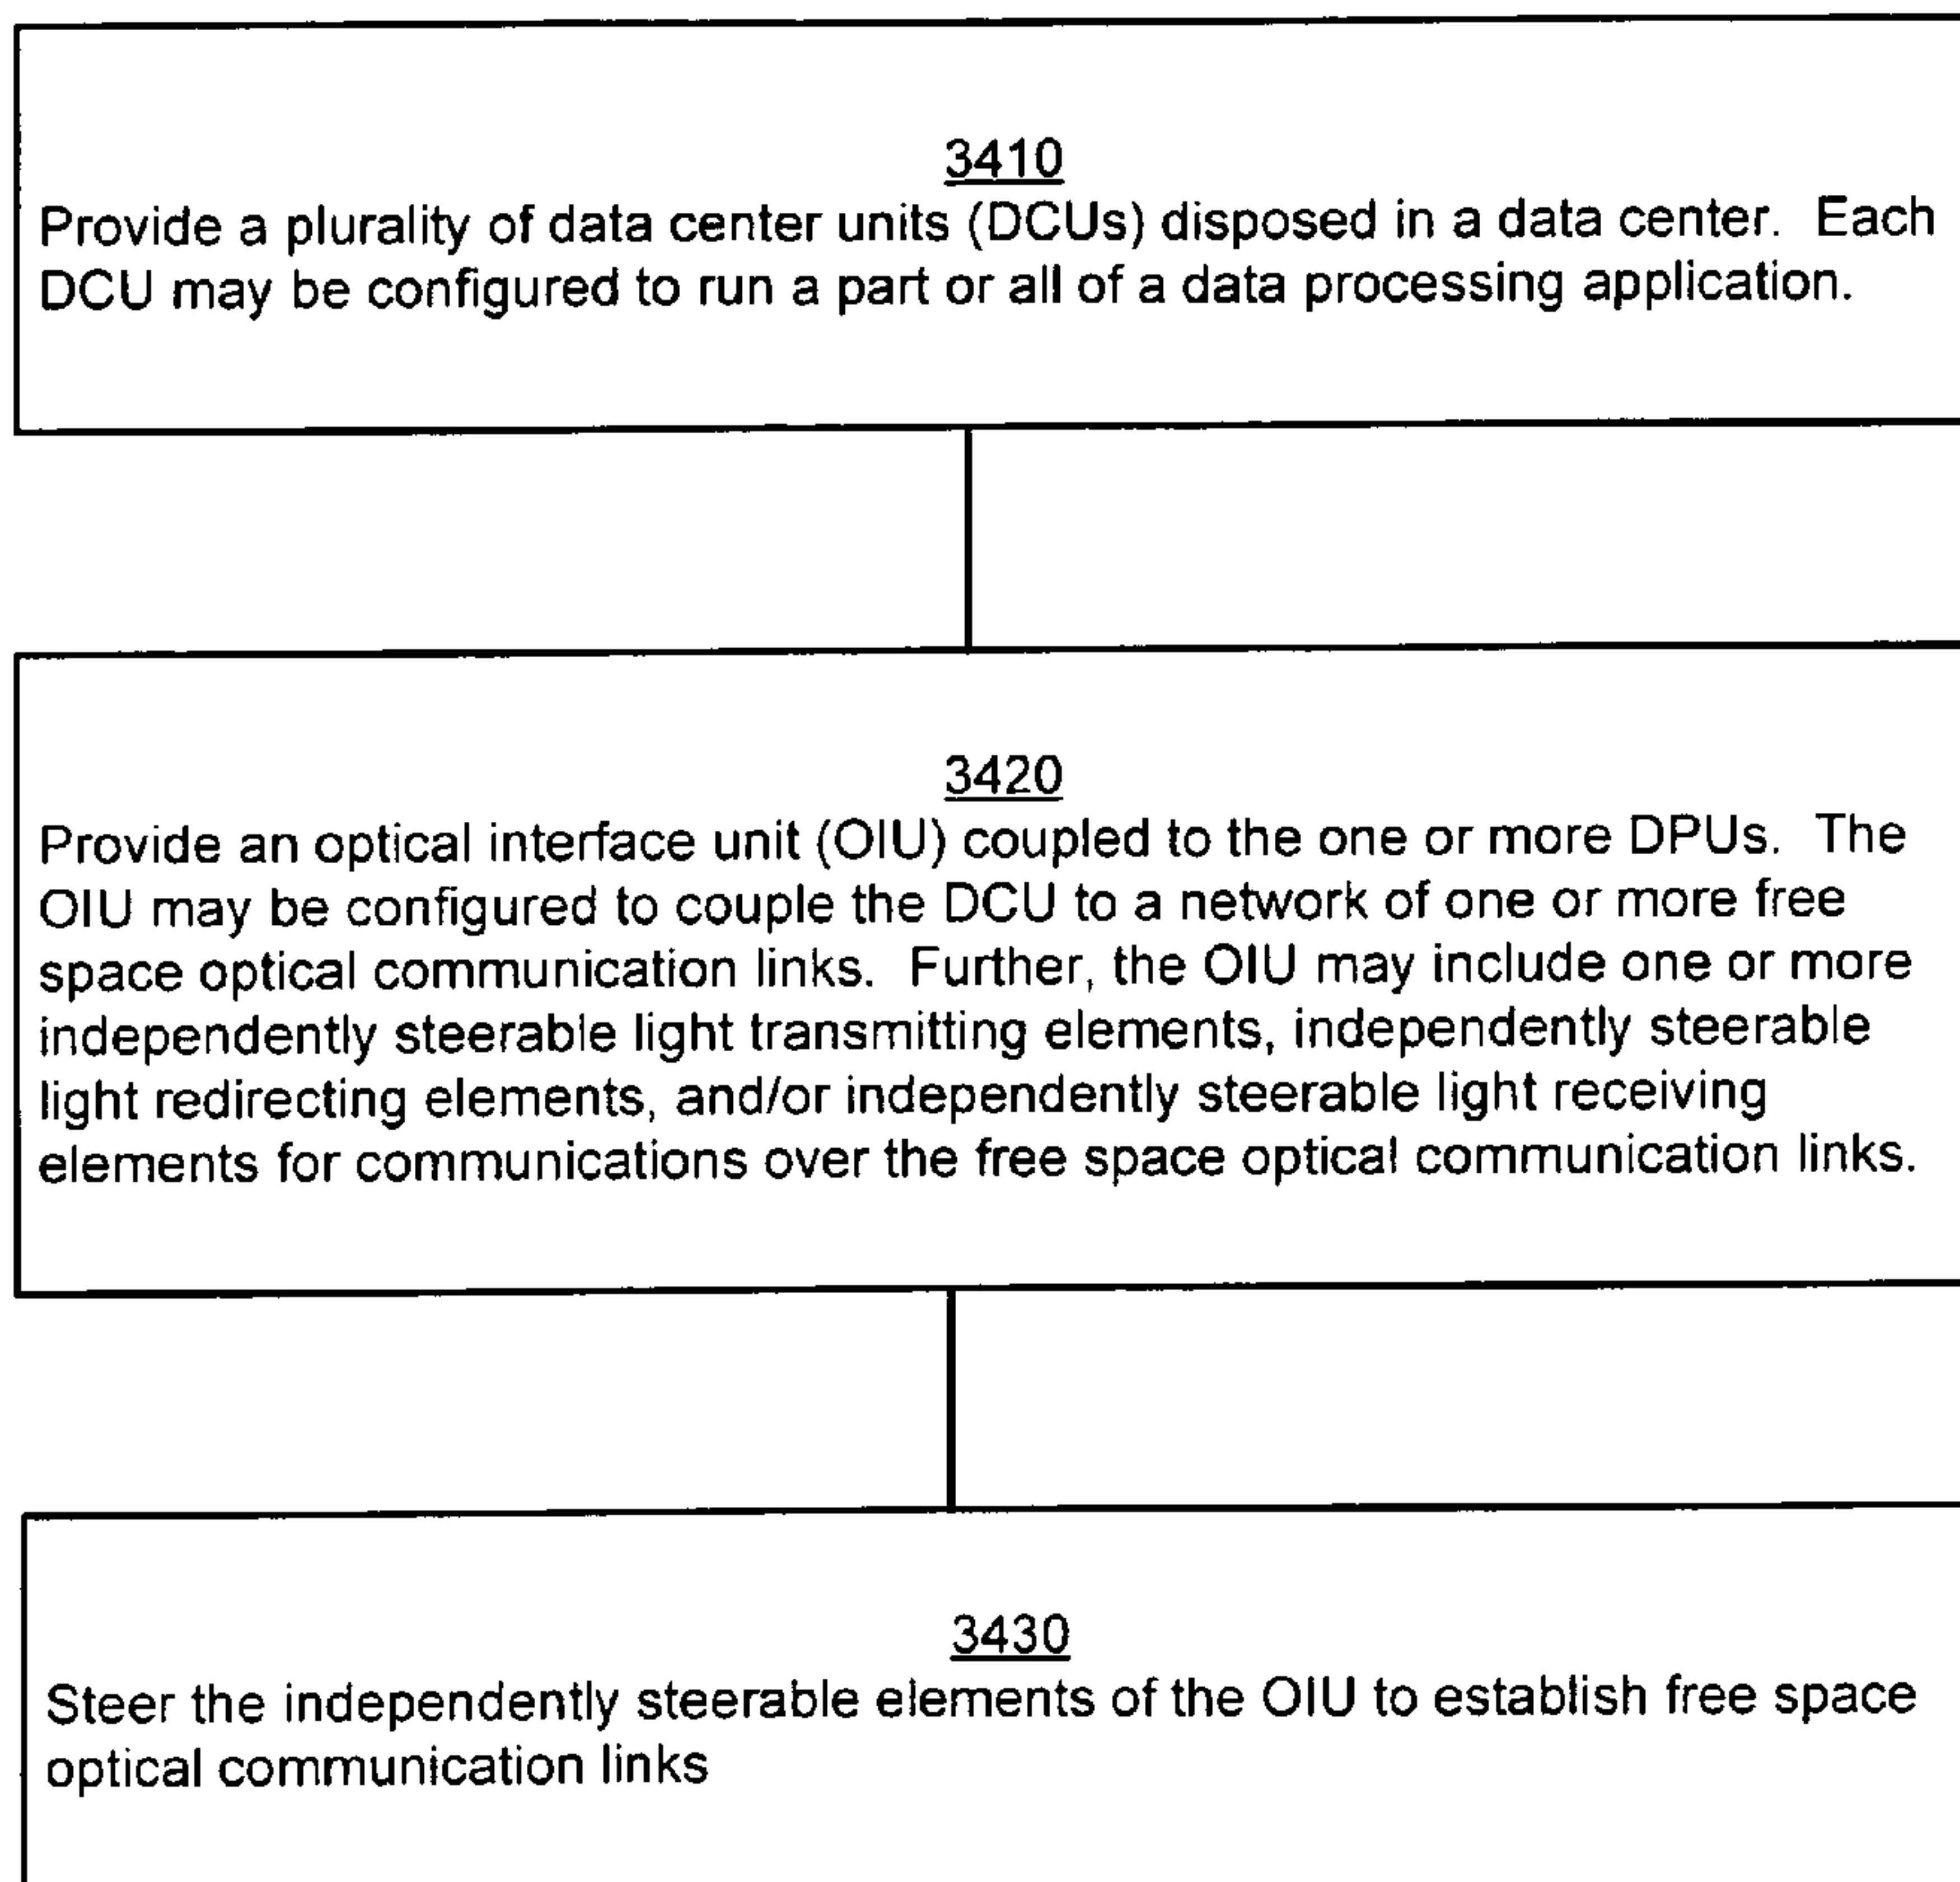 3410
Provide a plurality of data center units (DCUs) disposed in a data center. Each
DCU may be configured to run a part or all of a data processing application.
3420
Provide an optical interface unit (OIU) coupled to the one or more DPUs. The
OIU may be configured to couple the DCU to a network of one or more free
space optical communication links. Further, the OIU may include one or more
independently steerable light transmitting elements, independently steerable
light redirecting elements, and/or independently steerable light receiving
elements for communications over the free space optical communication links.
3430
Steer the independently steerable elements of the OIU to establish free space
optical communication links